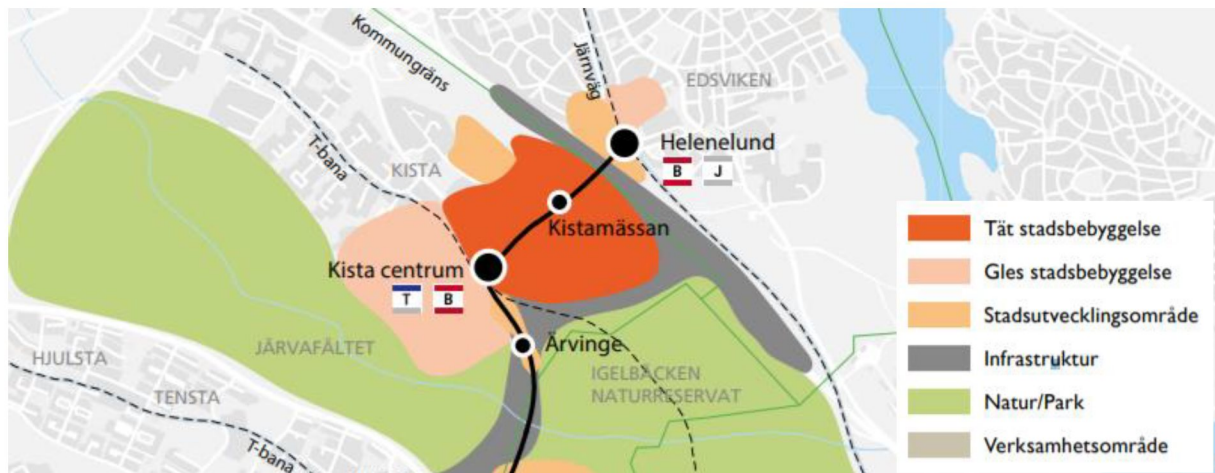 Kommungräns
Järnväg
EDSVIKEN
T-bana
KISTA
Helenelund
B J
Kistamässan
Kista centrum
T B
Ärvinge
JÄRVAFÄLTET
HJULSTA
TENSTA
T-bana
IGELBÄCKEN
NATURRESERVAT
Tät stadsbebyggelse
Gles stadsbebyggelse
Stadsutvecklingsområde
Infrastruktur
Natur/Park
Verksamhetsområde